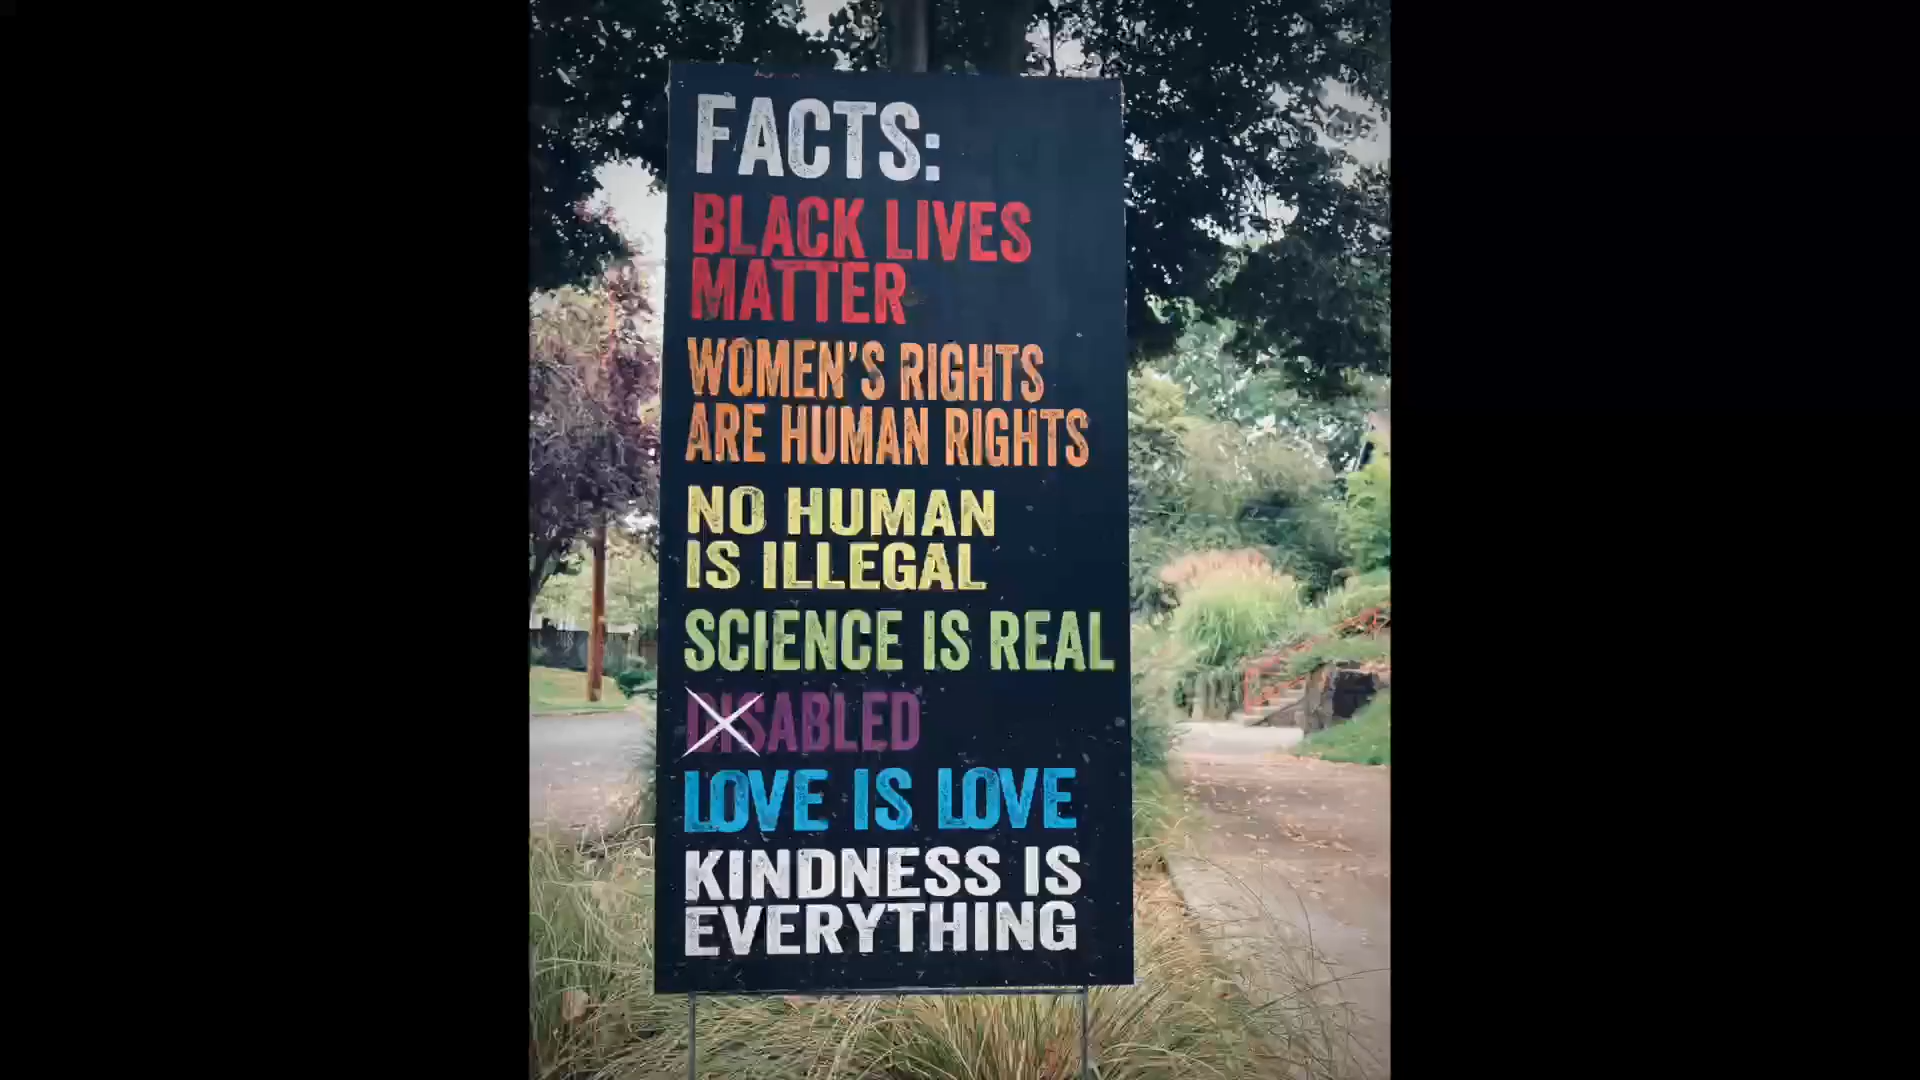 FACTS:
BLACK LIVES
MATTER
WOMEN'S RIGHTS
ARE HUMAN RIGHTS
NO HUMAN
IS ILLEGAL
SCIENCE IS REAL
DISABLED
LOVE IS LOVE
KINDNESS IS
EVERYTHING